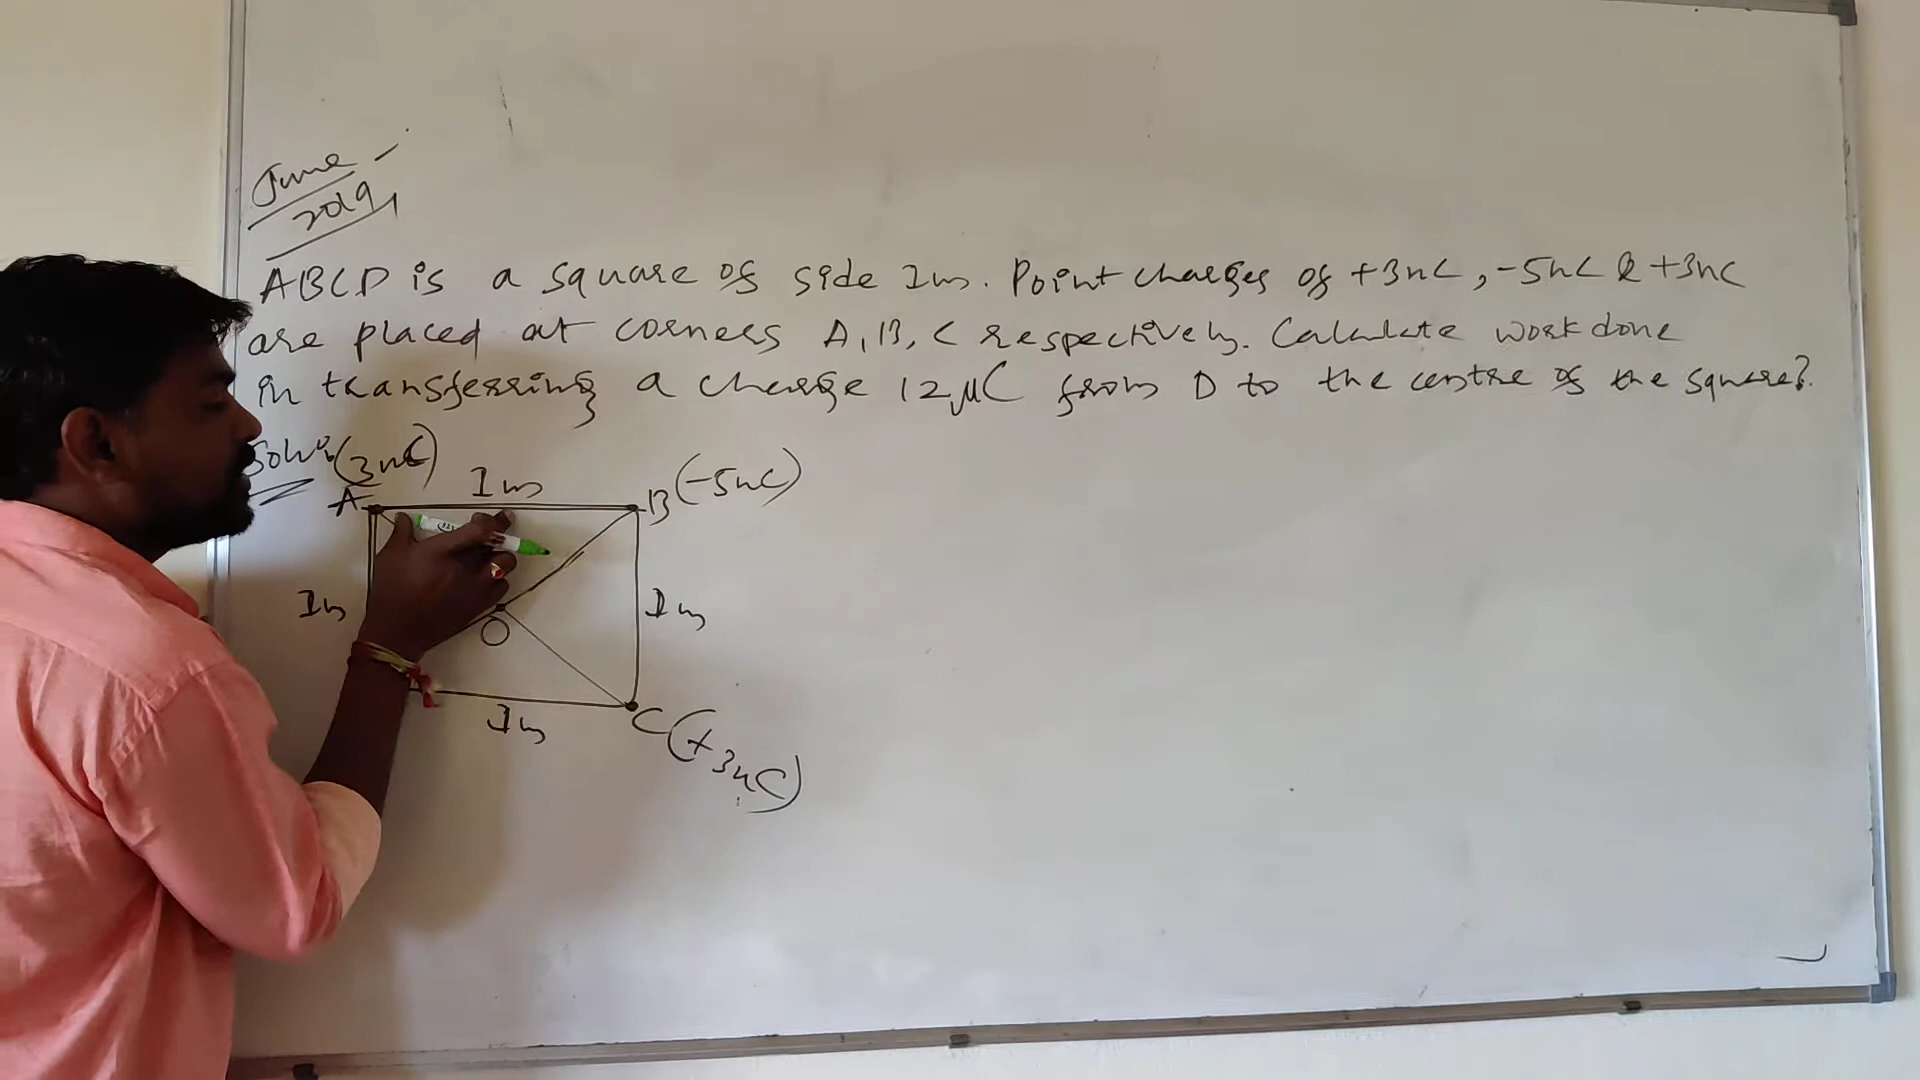 June
2019
ABCD is a square of side 1m. Point charges of +3nC, -5nC & +3nC
are placed at corners A, B, C respectively. Calculate workdone
in transferring a charge 12μC from D to the centre of the square?
Soln:
(3nC)
1m
(-5nC)
A
B
1m
1m
O
1m
C (+3nC)